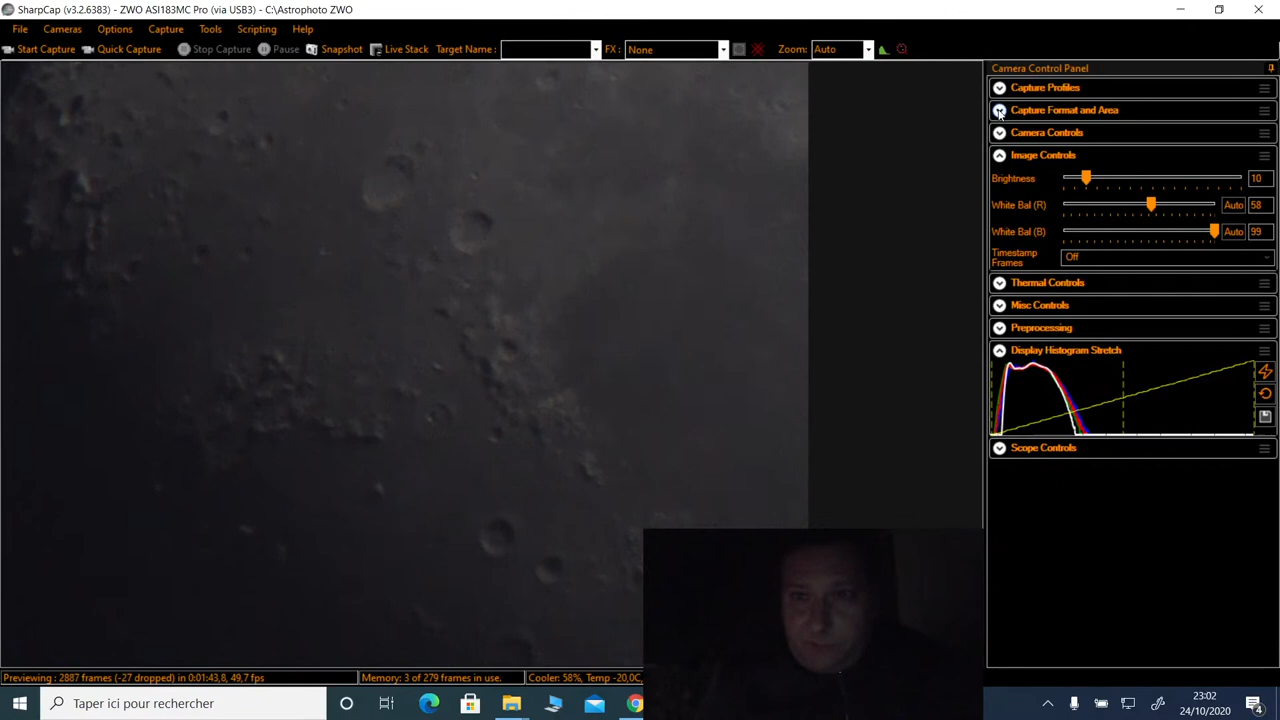 SharpCap (v3.2.6383) - ZWO ASI183MC Pro (via USB3) - C:\Astrophoto ZWO
File Cameras Options Capture Tools Scripting Help
Start Capture Quick Capture Stop Capture Pause Snapshot Live Stack Target Name : FX : None Zoom: Auto
Camera Control Panel
Capture Profiles
Capture Format and Area
Camera Controls
Image Controls
Brightness 10
White Bal (R) Auto 58
White Bal (B) Auto 99
Timestamp Frames Off
Thermal Controls
Misc Controls
Preprocessing
Display Histogram Stretch
Scope Controls
Previewing : 2887 frames (-27 dropped) in 0:01:43,8, 49,7 fps Memory: 3 of 279 frames in use. Cooler: 58%, Temp -20,0C,
Taper ici pour rechercher
23:02
24/10/2020
4